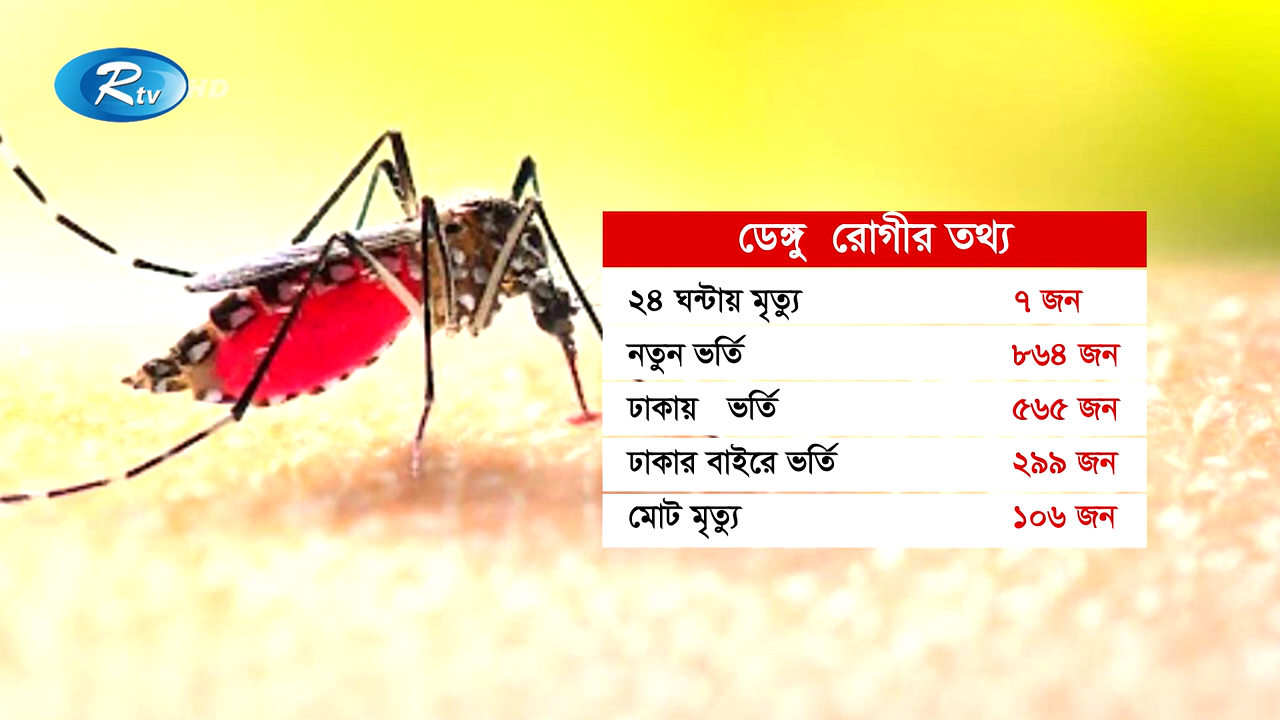 Rtv HD
ডেঙ্গু রোগীর তথ্য
২৪ ঘন্টায় মৃত্যু ৭ জন
নতুন ভর্তি ৮৬৪ জন
ঢাকায় ভর্তি ৫৬৫ জন
ঢাকার বাইরে ভর্তি ২৯৯ জন
মোট মৃত্যু ১০৬ জন